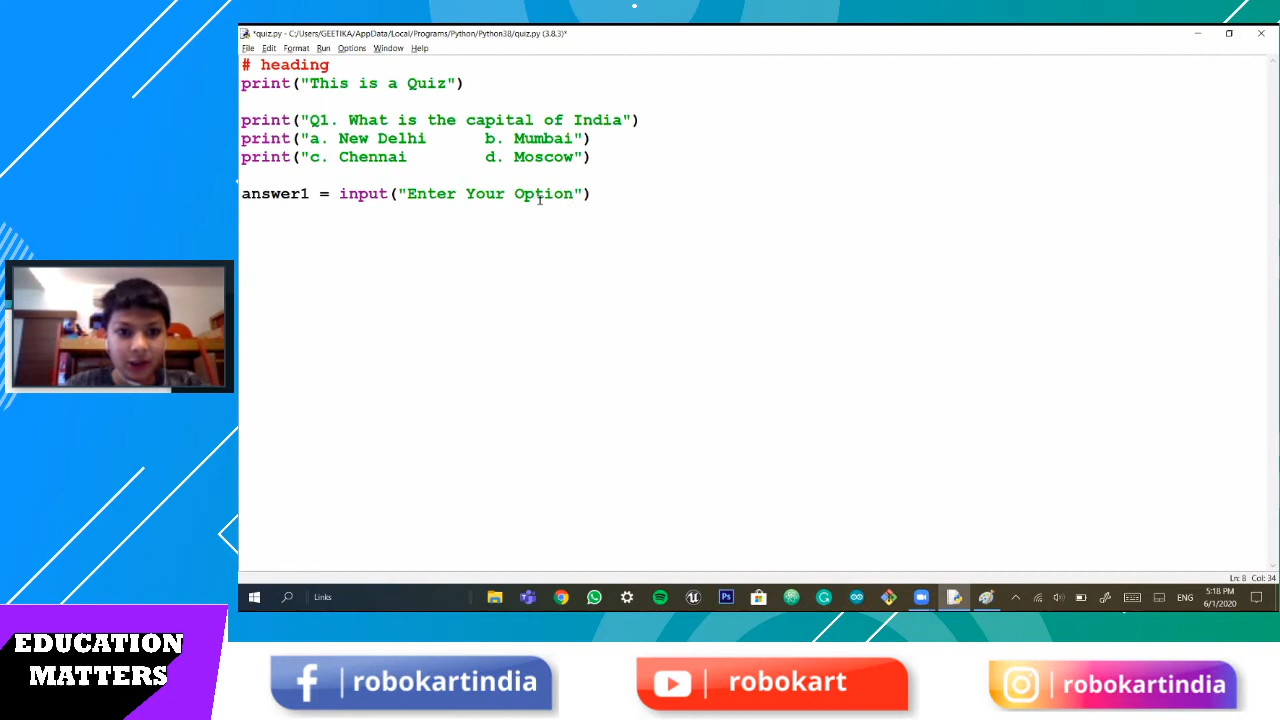 *quiz.py - C:/Users/GEETIKA/AppData/Local/Programs/Python/Python38/quiz.py (3.8.3)*
File Edit Format Run Options Window Help
# heading
print("This is a Quiz")
print("Q1. What is the capital of India")
print("a. New Delhi      b. Mumbai")
print("c. Chennai        d. Moscow")
answer1 = input("Enter Your Option")
Ln: 8 Col: 34
Links
Ps
ENG
5:18 PM
6/1/2020
EDUCATION
MATTERS
f | robokartindia
| robokart
| robokartindia